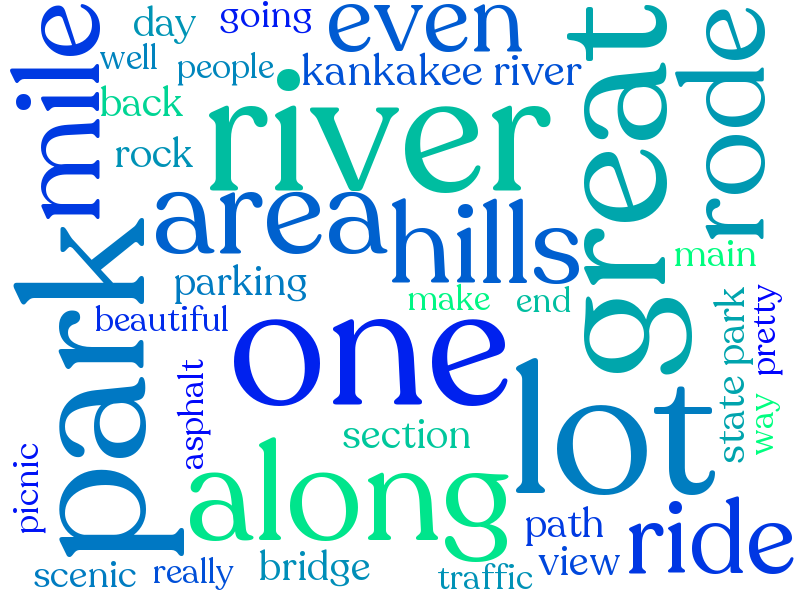 day
going
even
mile
well
people
kankakee river
great
rode
back
rock
river
area
hills
main
park
parking
make
end
beautiful
one
state park
pretty
asphalt
lot
way
section
picnic
along
path
ride
scenic
really
bridge
traffic
view